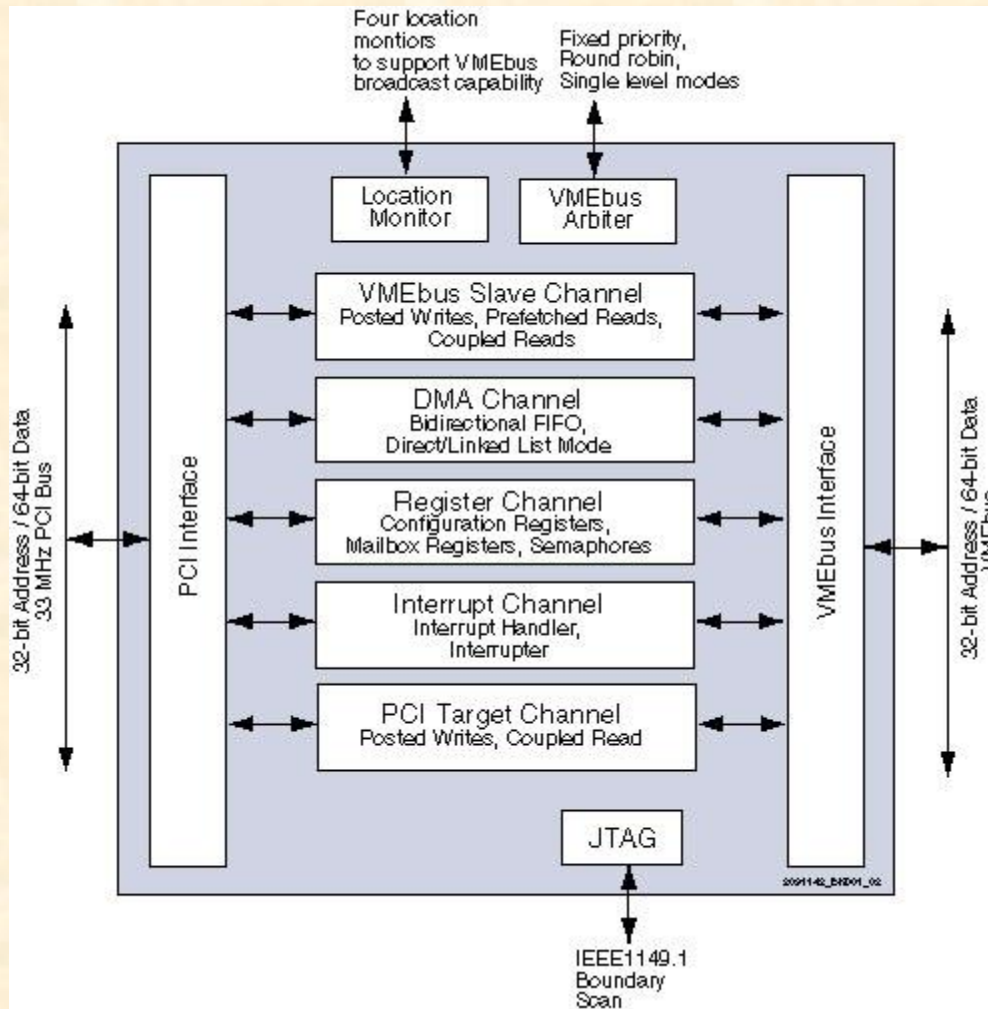 Four location
montiors
to support VMEbus
broadcast capability
Fixed priority,
Round robin,
Single level modes
Location
Monitor
VMEbus
Arbiter
VMEbus Slave Channel
Posted Writes, Prefetched Reads,
Coupled Reads
DMA Channel
Bidirectional FIFO,
Direct/Linked List Mode
Register Channel
Configuration Registers,
Mailbox Registers, Semaphores
Interrupt Channel
Interrupt Handler,
Interrupter
PCI Target Channel
Posted Writes, Coupled Read
32-bit Address / 64-bit Data
33 MHz PCI Bus
PCI Interface
VMEbus Interface
32-bit Address / 64-bit Data
VMEbus
JTAG
IEEE1149.1
Boundary
Scan